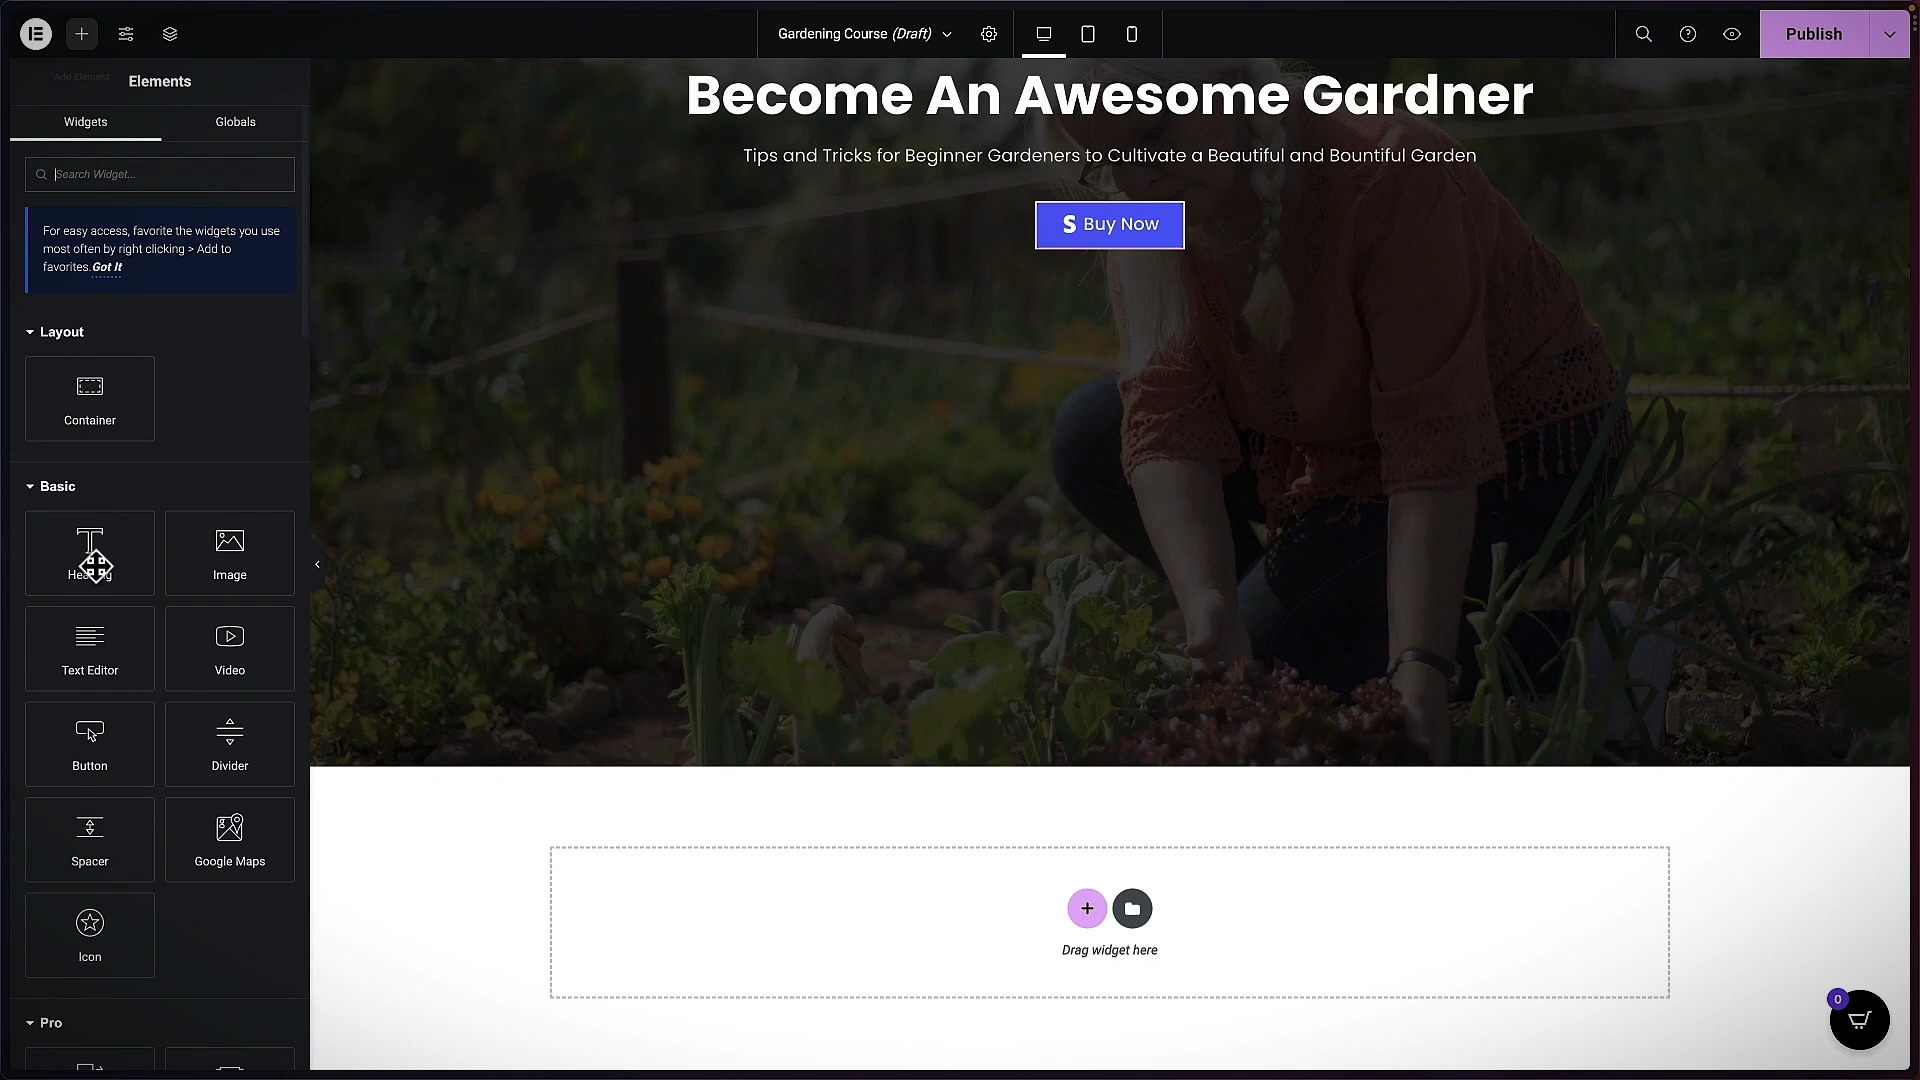 Gardening Course (Draft)
Publish
Add Element
Elements
Widgets
Globals
Search Widget...
For easy access, favorite the widgets you use
most often by right clicking > Add to
favorites. Got It
Layout
Container
Basic
Heading
Image
Text Editor
Video
Button
Divider
Spacer
Google Maps
Icon
Pro
Become An Awesome Gardner
Tips and Tricks for Beginner Gardeners to Cultivate a Beautiful and Bountiful Garden
S Buy Now
Drag widget here
0